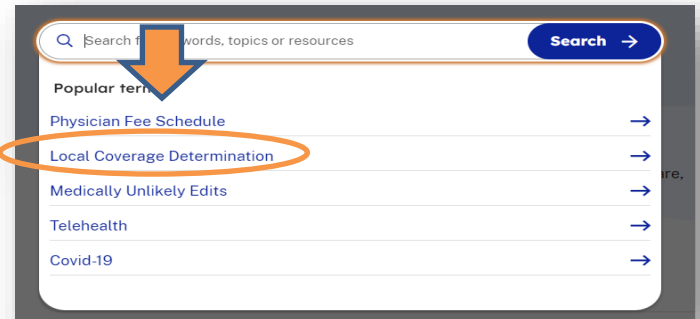 Search f words, topics or resources
Search →
Popular ter
Physician Fee Schedule →
Local Coverage Determination →
Medically Unlikely Edits →
Telehealth →
Covid-19 →
are,